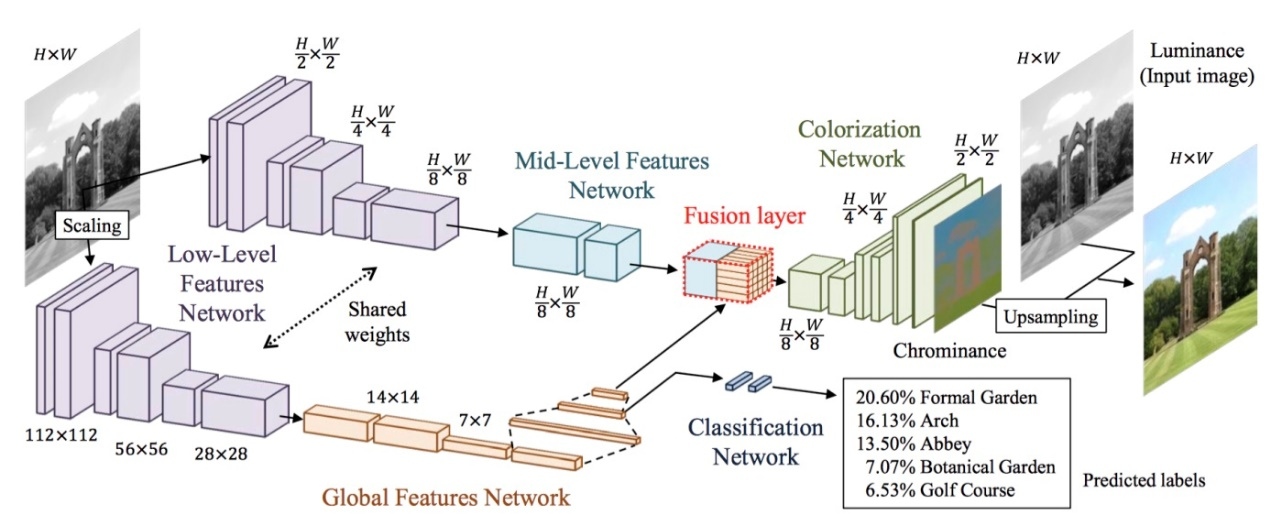 H×W
H/2 × W/2
H/4 × W/4
H/8 × W/8
Scaling
Low-Level
Features
Network
Mid-Level Features
Network
H/8 × W/8
Fusion layer
Colorization
Network
H/8 × W/8
H/4 × W/4
H/2 × W/2
Chrominance
H×W
Luminance
(Input image)
H×W
Upsampling
Shared
weights
112×112
56×56
28×28
14×14
7×7
Global Features Network
Classification
Network
20.60% Formal Garden
16.13% Arch
13.50% Abbey
7.07% Botanical Garden
6.53% Golf Course
Predicted labels